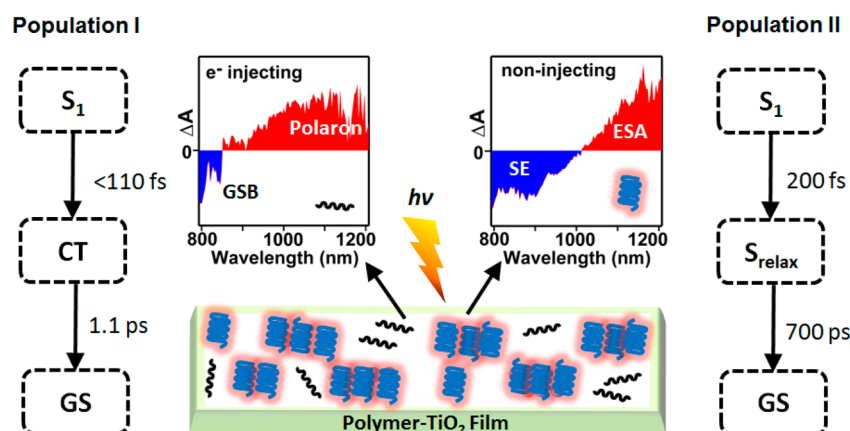 Population I
Population II
S₁
<110 fs
CT
1.1 ps
GS
e⁻ injecting
ΔA
0
Polaron
GSB
800 1000 1200
Wavelength (nm)
hν
non-injecting
ΔA
0
SE
ESA
800 1000 1200
Wavelength (nm)
Polymer-TiO₂ Film
S₁
200 fs
Sᵣₑₗₐₓ
700 ps
GS